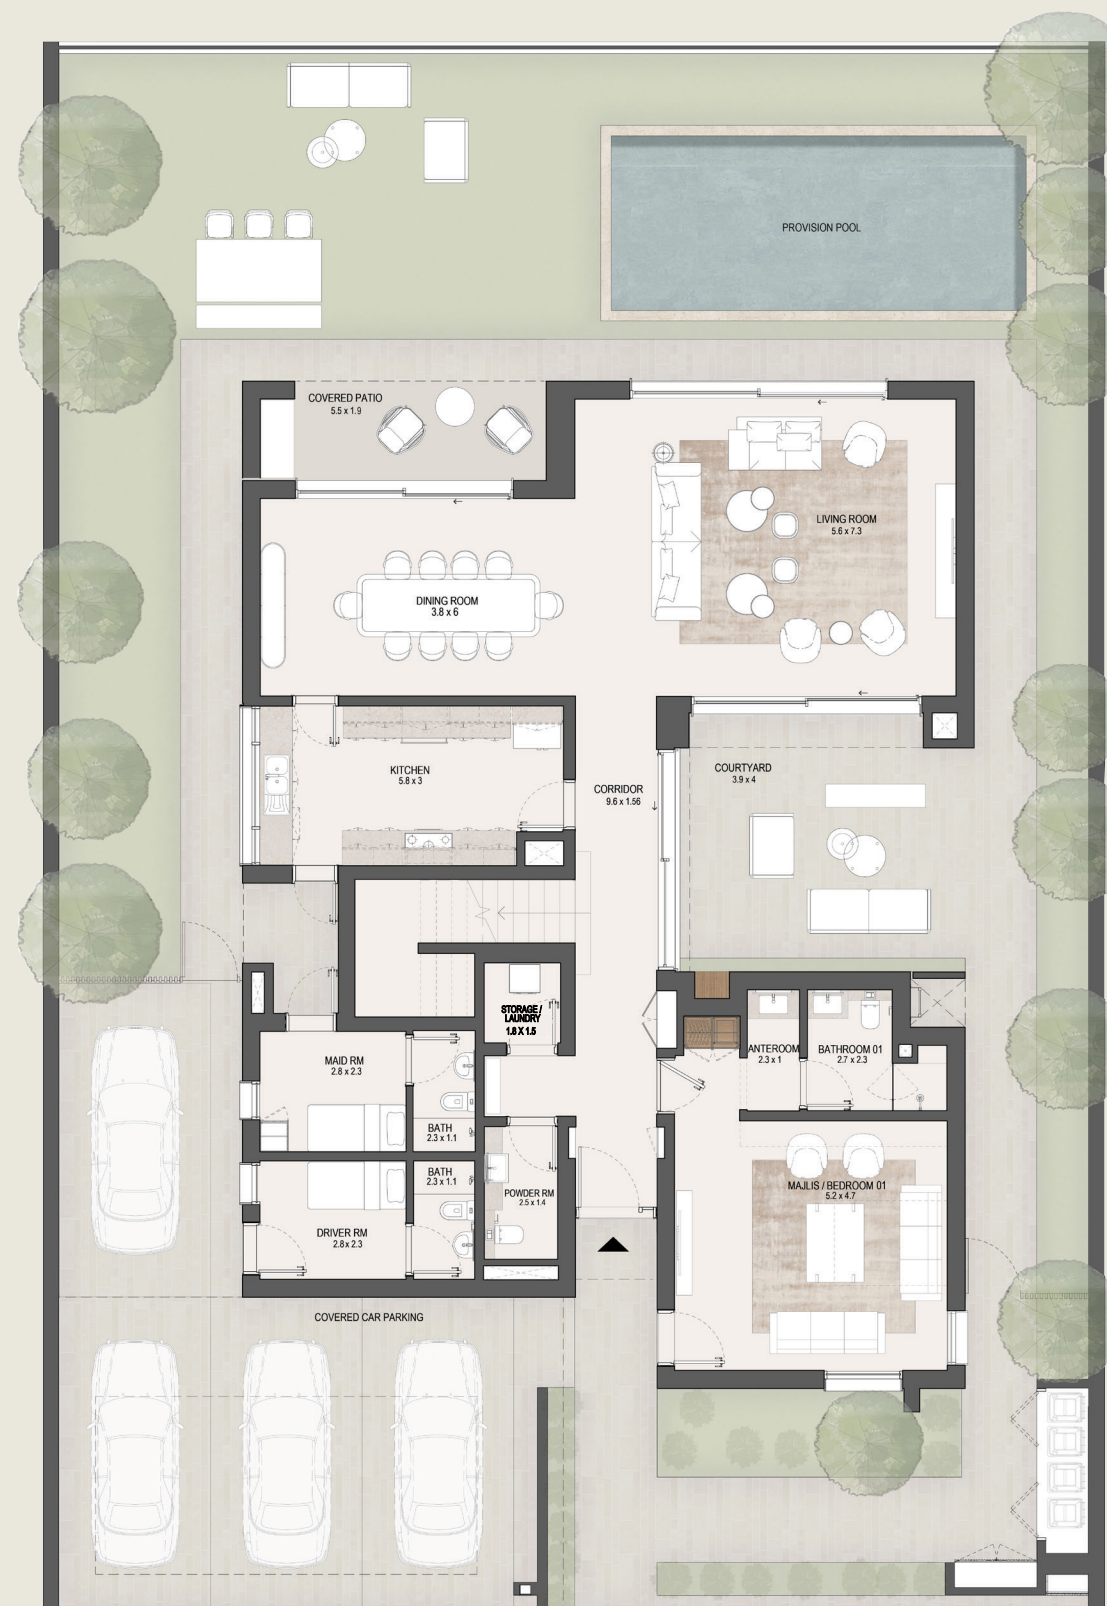 PROVISION POOL
COVERED PATIO
5.5 x 1.9
LIVING ROOM
5.6 x 7.3
DINING ROOM
3.8 x 6
KITCHEN
5.8 x 3
CORRIDOR
9.6 x 1.56
COURTYARD
3.9 x 4
STORAGE /
LAUNDRY
1.8 X 1.5
MAID RM
2.8 x 2.3
ANTEROOM
2.3 x 1
BATHROOM 01
2.7 x 2.3
BATH
2.3 x 1.1
BATH
2.3 x 1.1
POWDER RM
2.5 x 1.4
MAJLIS / BEDROOM 01
5.2 x 4.7
DRIVER RM
2.8 x 2.3
COVERED CAR PARKING